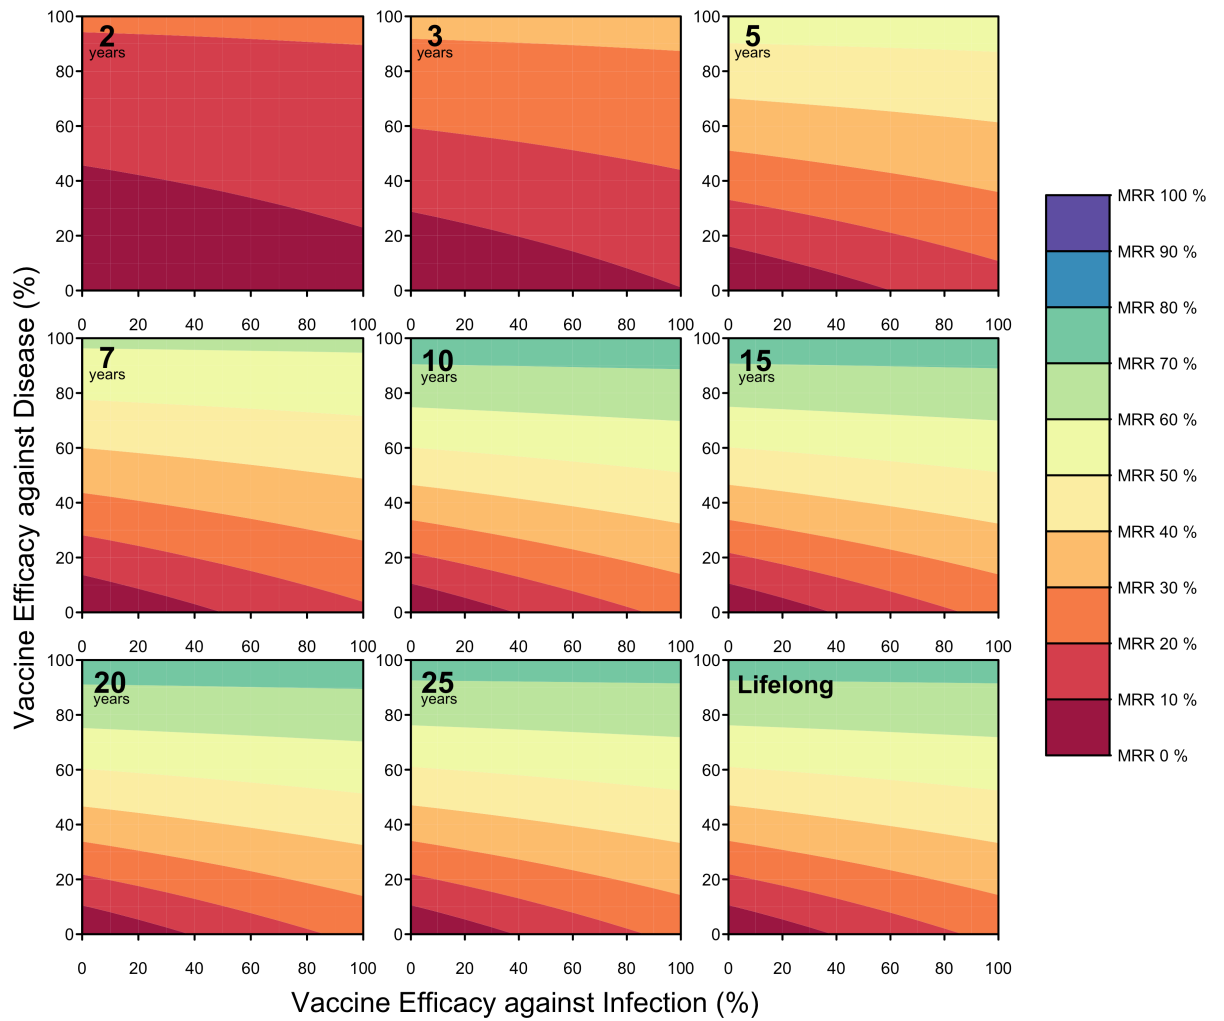 Vaccine Efficacy against Disease (%)
100
80
60
40
20
0
2
years
0 20 40 60 80 100
100
80
60
40
20
0
3
years
0 20 40 60 80 100
100
80
60
40
20
0
5
years
0 20 40 60 80 100
100
80
60
40
20
0
7
years
0 20 40 60 80 100
100
80
60
40
20
0
10
years
0 20 40 60 80 100
100
80
60
40
20
0
15
years
0 20 40 60 80 100
100
80
60
40
20
0
20
years
0 20 40 60 80 100
100
80
60
40
20
0
25
years
0 20 40 60 80 100
100
80
60
40
20
0
Lifelong
0 20 40 60 80 100
Vaccine Efficacy against Infection (%)
MRR 100 %
MRR 90 %
MRR 80 %
MRR 70 %
MRR 60 %
MRR 50 %
MRR 40 %
MRR 30 %
MRR 20 %
MRR 10 %
MRR 0 %